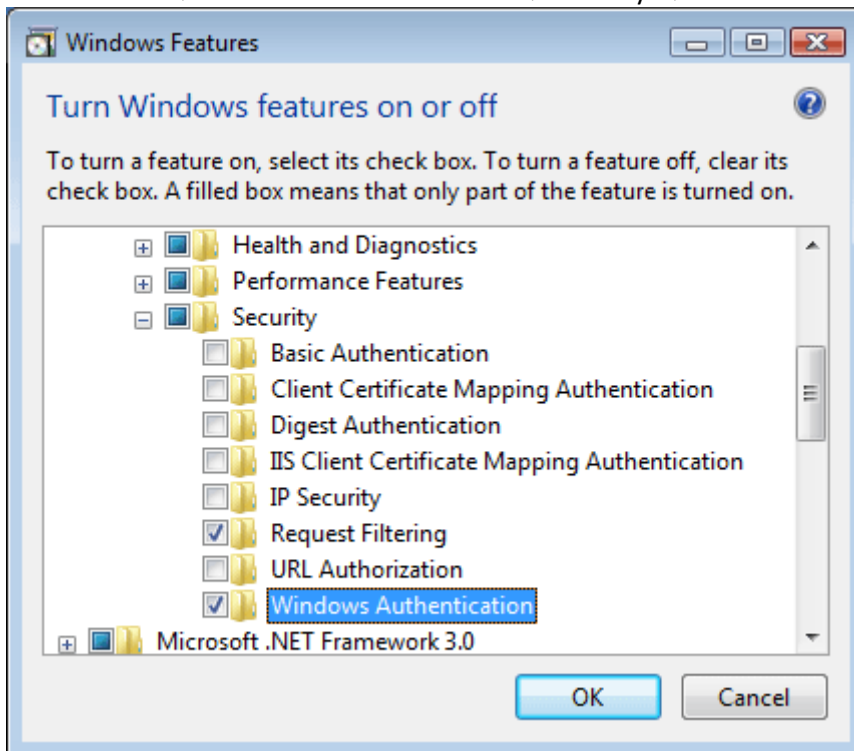 Windows Features
Turn Windows features on or off
To turn a feature on, select its check box. To turn a feature off, clear its
check box. A filled box means that only part of the feature is turned on.
Health and Diagnostics
Performance Features
Security
Basic Authentication
Client Certificate Mapping Authentication
Digest Authentication
IIS Client Certificate Mapping Authentication
IP Security
Request Filtering
URL Authorization
Windows Authentication
Microsoft .NET Framework 3.0
OK Cancel